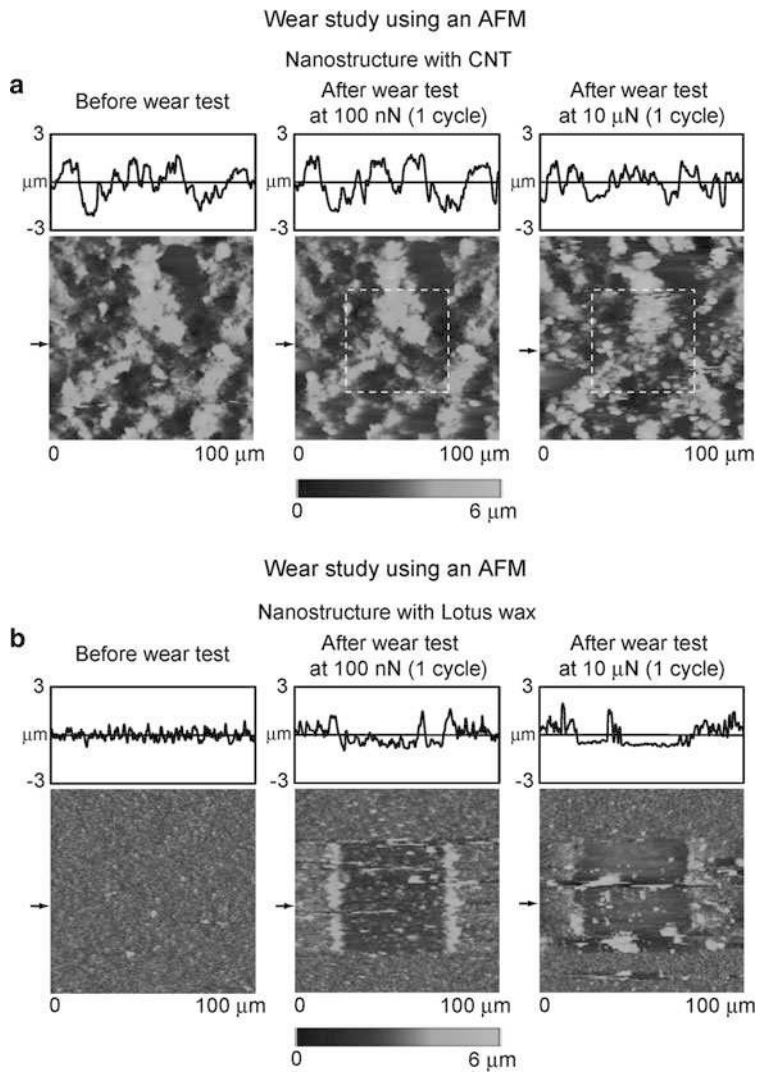 Wear study using an AFM
Nanostructure with CNT
a
Before wear test
After wear test
at 100 nN (1 cycle)
After wear test
at 10 μN (1 cycle)
3
μm
-3
3
μm
-3
3
μm
-3
0 100 μm
0 100 μm
0 100 μm
0 6 μm
Wear study using an AFM
Nanostructure with Lotus wax
b
Before wear test
After wear test
at 100 nN (1 cycle)
After wear test
at 10 μN (1 cycle)
3
μm
-3
3
μm
-3
3
μm
-3
0 100 μm
0 100 μm
0 100 μm
0 6 μm